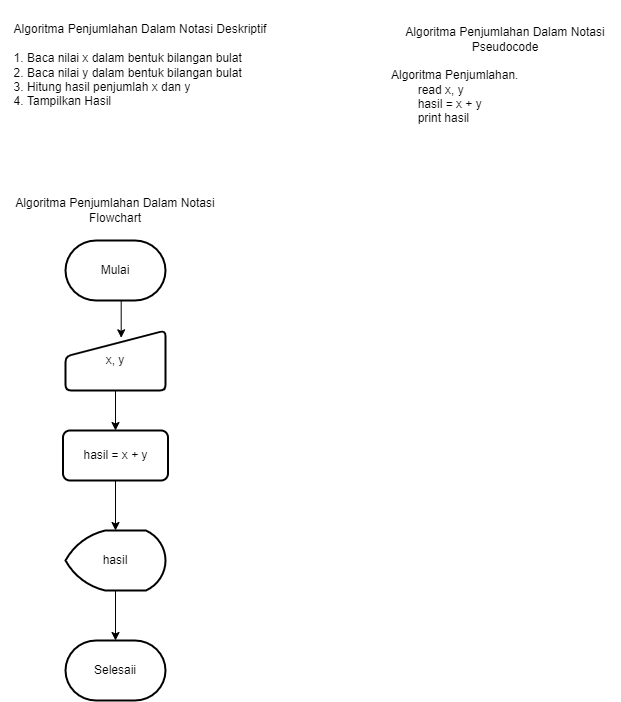 Algoritma Penjumlahan Dalam Notasi Deskriptif
1. Baca nilai x dalam bentuk bilangan bulat
2. Baca nilai y dalam bentuk bilangan bulat
3. Hitung hasil penjumlah x dan y
4. Tampilkan Hasil
Algoritma Penjumlahan Dalam Notasi
Pseudocode
Algoritma Penjumlahan.
read x, y
hasil = x + y
print hasil
Algoritma Penjumlahan Dalam Notasi
Flowchart
Mulai
x, y
hasil = x + y
hasil
Selesaii